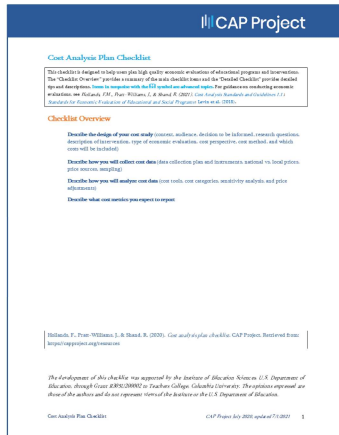 CAP Project
Cost Analysis Plan Checklist
This checklist is designed to help users plan high quality economic evaluations of educational programs and interventions.
The "Checklist Overview" provides a summary of the main checklist items and the "Detailed Checklist" provides detailed
tips and descriptions. Items in turquoise with the symbol are advanced topics. For guidance on conducting economic
evaluations, see Hollands, F.H., Pratt-Williams, J., & Shand, R. (2021). Cost Analysis Standards and Guidelines 1.1:
Standards for Economic Evaluation of Educational and Social Programs; Levin et al. (2018).
Checklist Overview
Describe the design of your cost study (context, audience, decision to be informed, research questions,
description of intervention, type of economic evaluation, cost perspective, cost method, and which
costs will be included)
Describe how you will collect cost data (data collection plan and instruments, national vs. local prices,
price sources, sampling)
Describe how you will analyze cost data (cost tools, cost categories, sensitivity analysis, and price
adjustments)
Describe what cost metrics you expect to report
Hollands, F., Pratt-Williams, J., & Shand, R. (2020). Cost analysis plan checklist. CAP Project. Retrieved from:
https://capproject.org/resources
The development of this checklist was supported by the Institute of Education Sciences, U.S. Department of
Education, through Grant R305U200002 to Teachers College, Columbia University. The opinions expressed are
those of the authors and do not represent views of the Institute or the U.S. Department of Education.
Cost Analysis Plan Checklist CAP Project July 2020, updated 7/1/2021 1